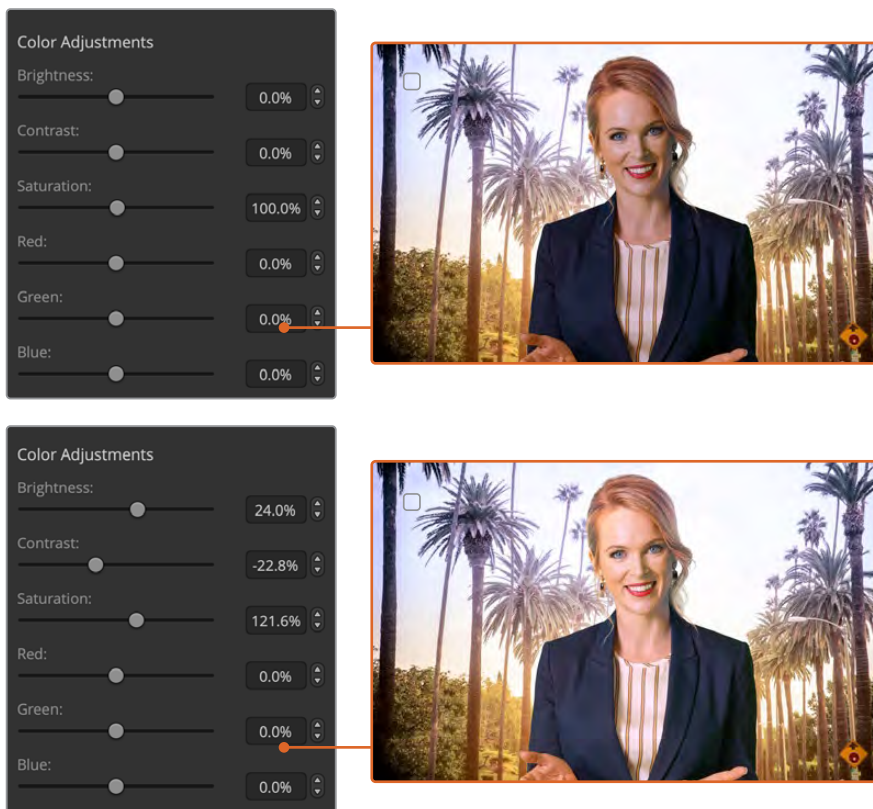 Color Adjustments
Brightness:
0.0%
Contrast:
0.0%
Saturation:
100.0%
Red:
0.0%
Green:
0.0%
Blue:
0.0%
Color Adjustments
Brightness:
24.0%
Contrast:
-22.8%
Saturation:
121.6%
Red:
0.0%
Green:
0.0%
Blue:
0.0%